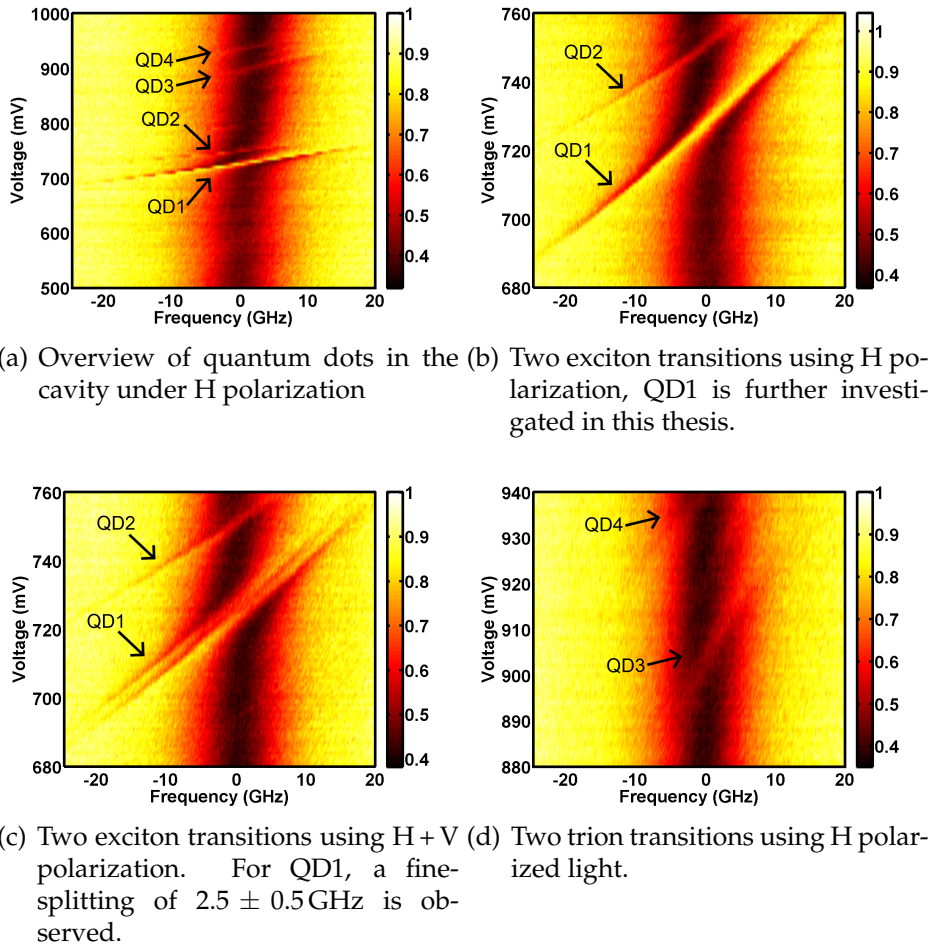 1000
900
800
700
600
500
Voltage (mV)
QD4
QD3
QD2
QD1
-20 -10 0 10 20
Frequency (GHz)
1
0.9
0.8
0.7
0.6
0.5
0.4
760
740
720
700
680
Voltage (mV)
QD2
QD1
-20 -10 0 10 20
Frequency (GHz)
1
0.9
0.8
0.7
0.6
0.5
0.4
(a) Overview of quantum dots in the
cavity under H polarization
(b) Two exciton transitions using H po-
larization, QD1 is further investi-
gated in this thesis.
760
740
720
700
680
Voltage (mV)
QD2
QD1
-20 -10 0 10 20
Frequency (GHz)
1
0.9
0.8
0.7
0.6
0.5
0.4
940
930
920
910
900
890
880
Voltage (mV)
QD4
QD3
-20 -10 0 10 20
Frequency (GHz)
1
0.9
0.8
0.7
0.6
0.5
0.4
(c) Two exciton transitions using H + V
polarization. For QD1, a fine-
splitting of 2.5 ± 0.5 GHz is ob-
served.
(d) Two trion transitions using H polar-
ized light.